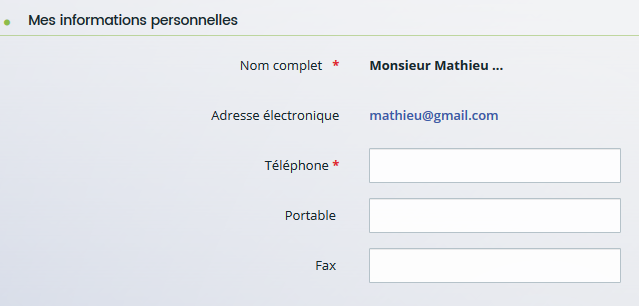 Mes informations personnelles
Nom complet * Monsieur Mathieu ...
Adresse électronique mathieu@gmail.com
Téléphone *
Portable
Fax